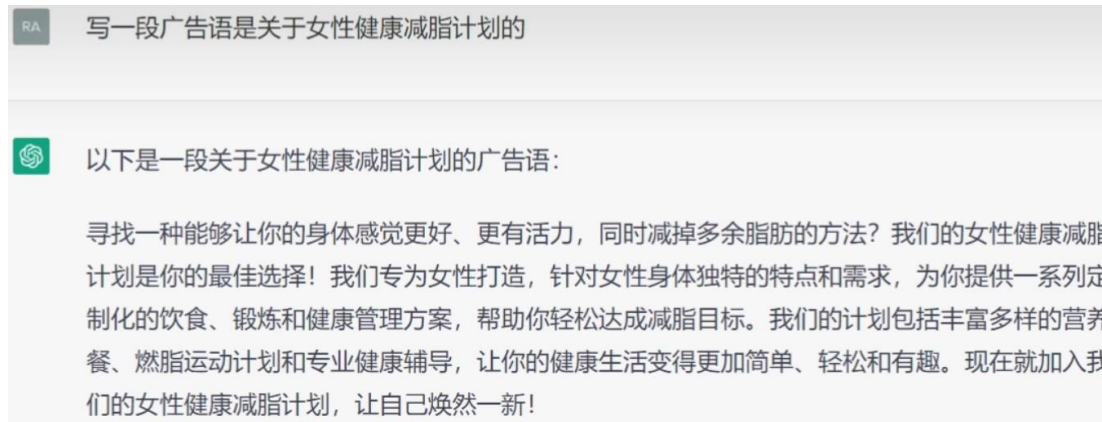 RA
写一段广告语是关于女性健康减脂计划的
以下是一段关于女性健康减脂计划的广告语：
寻找一种能够让你的身体感觉更好、更有活力，同时减掉多余脂肪的方法？我们的女性健康减脂
计划是你的最佳选择！我们专为女性打造，针对女性身体独特的特点和需求，为你提供一系列定
制化的饮食、锻炼和健康管理方案，帮助你轻松达成减脂目标。我们的计划包括丰富多样的营养
餐、燃脂运动计划和专业健康辅导，让你的健康生活变得更加简单、轻松和有趣。现在就加入我
们的女性健康减脂计划，让自己焕然一新！